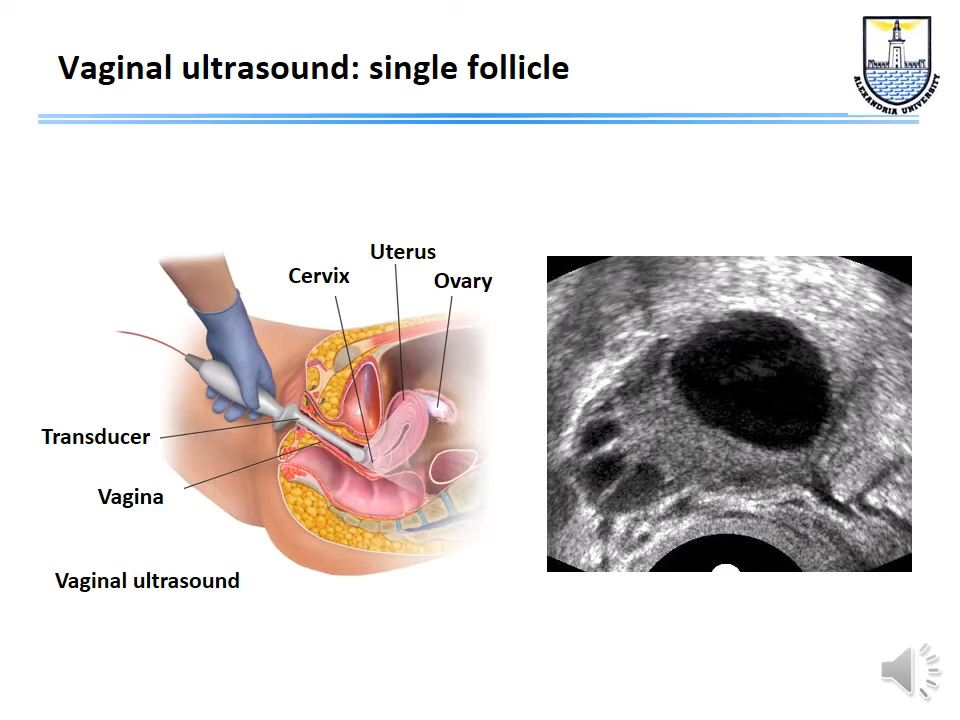 Vaginal ultrasound: single follicle
ALEXANDRIA UNIVERSITY
Uterus
Cervix
Ovary
Transducer
Vagina
Vaginal ultrasound